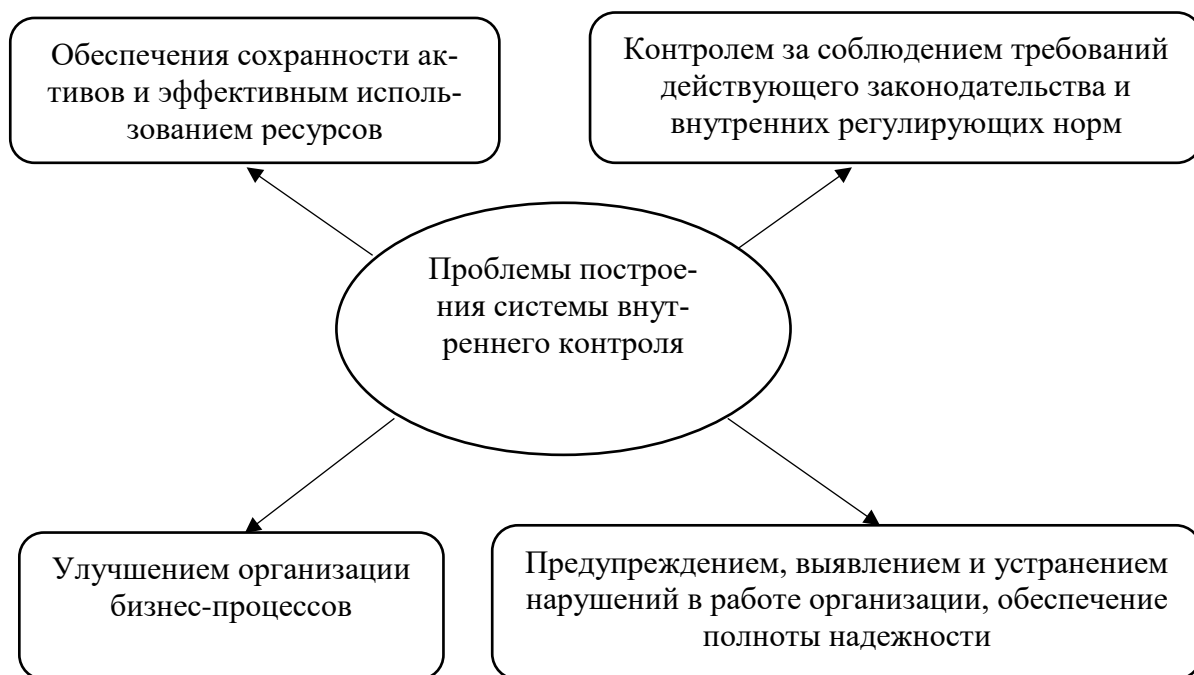 Обеспечения сохранности ак-
тивов и эффективным исполь-
зованием ресурсов
Контролем за соблюдением требований
действующего законодательства и
внутренних регулирующих норм
Проблемы построе-
ния системы внут-
реннего контроля
Улучшением организации
бизнес-процессов
Предупреждением, выявлением и устранением
нарушений в работе организации, обеспечение
полноты надежности